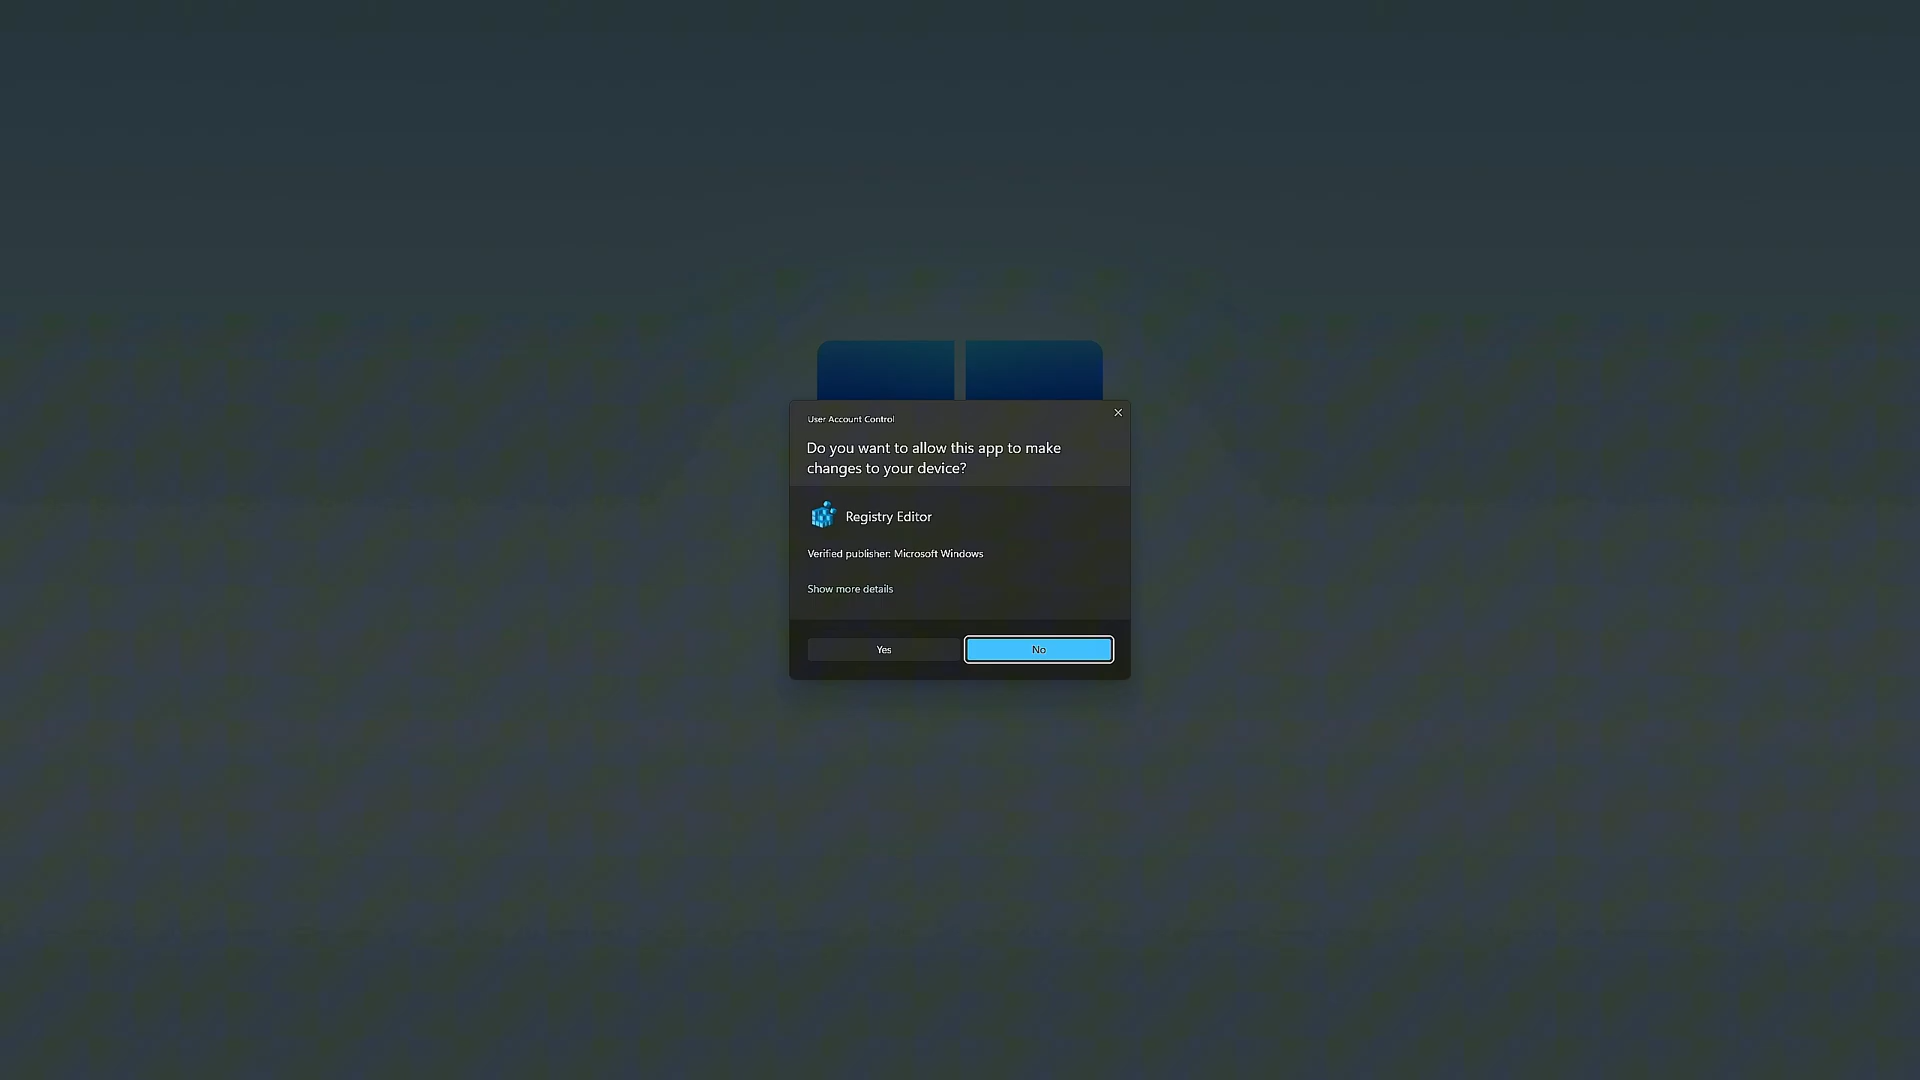 User Account Control
Do you want to allow this app to make
changes to your device?
Registry Editor
Verified publisher: Microsoft Windows
Show more details
Yes
No